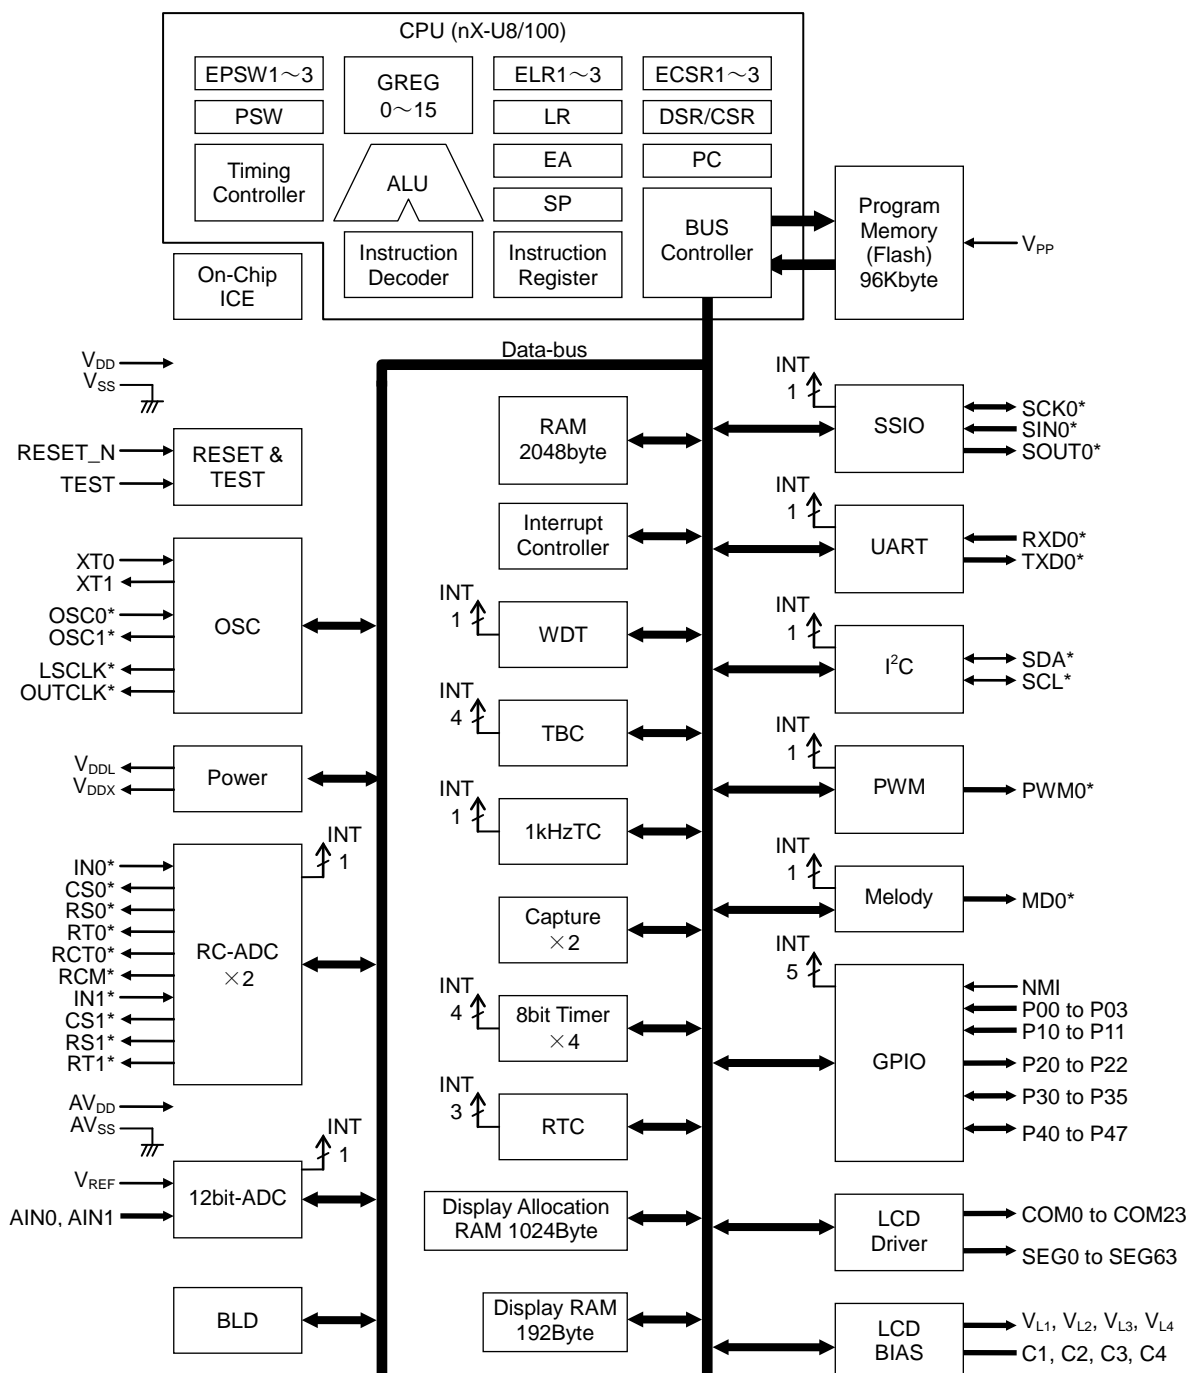 CPU (nX-U8/100)
EPSW1～3
GREG
0～15
ELR1～3
ECSR1～3
PSW
LR
DSR/CSR
Timing
Controller
ALU
EA
PC
SP
BUS
Controller
Instruction
Decoder
Instruction
Register
On-Chip
ICE
Program
Memory
(Flash)
96Kbyte
VPP
Data-bus
VDD
VSS
RESET_N
TEST
RESET &
TEST
XT0
XT1
OSC0*
OSC1*
LSCLK*
OUTCLK*
OSC
VDDL
VDDX
Power
IN0*
CS0*
RS0*
RT0*
RCT0*
RCM*
IN1*
CS1*
RS1*
RT1*
RC-ADC
×2
INT
1
AVDD
AVSS
VREF
AIN0, AIN1
12bit-ADC
INT
1
BLD
RAM
2048byte
Interrupt
Controller
INT
1
WDT
INT
4
TBC
INT
1
1kHzTC
Capture
×2
INT
4
8bit Timer
×4
INT
3
RTC
Display Allocation
RAM 1024Byte
Display RAM
192Byte
INT
1
SSIO
SCK0*
SIN0*
SOUT0*
INT
1
UART
RXD0*
TXD0*
INT
1
I²C
SDA*
SCL*
INT
1
PWM
PWM0*
INT
1
Melody
MD0*
INT
5
GPIO
NMI
P00 to P03
P10 to P11
P20 to P22
P30 to P35
P40 to P47
LCD
Driver
COM0 to COM23
SEG0 to SEG63
LCD
BIAS
VL1, VL2, VL3, VL4
C1, C2, C3, C4